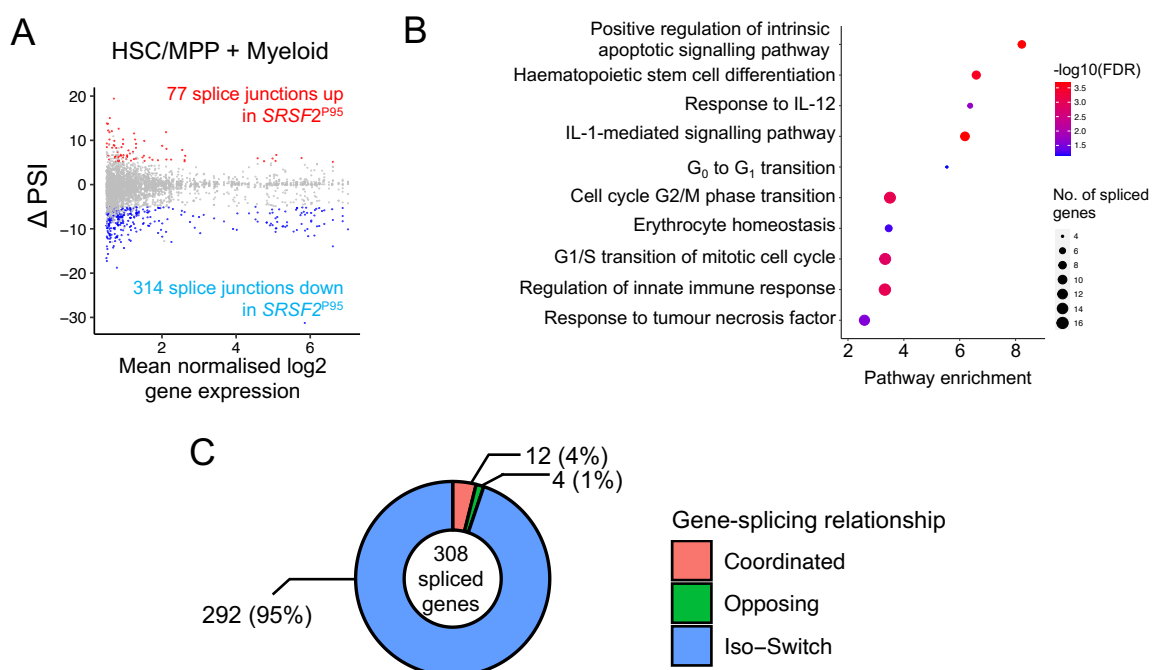 A
HSC/MPP + Myeloid
77 splice junctions up
in SRSF2P95
20
10
0
-10
-20
-30
Δ PSI
314 splice junctions down
in SRSF2P95
2
4
6
Mean normalised log2
gene expression
B
Positive regulation of intrinsic
apoptotic signalling pathway
Haematopoietic stem cell differentiation
Response to IL-12
IL-1-mediated signalling pathway
G0 to G1 transition
Cell cycle G2/M phase transition
Erythrocyte homeostasis
G1/S transition of mitotic cell cycle
Regulation of innate immune response
Response to tumour necrosis factor
2
4
6
8
Pathway enrichment
-log10(FDR)
3.5
3.0
2.5
2.0
1.5
No. of spliced
genes
4
6
8
10
12
14
16
C
12 (4%)
4 (1%)
308
spliced
genes
292 (95%)
Gene-splicing relationship
Coordinated
Opposing
Iso−Switch